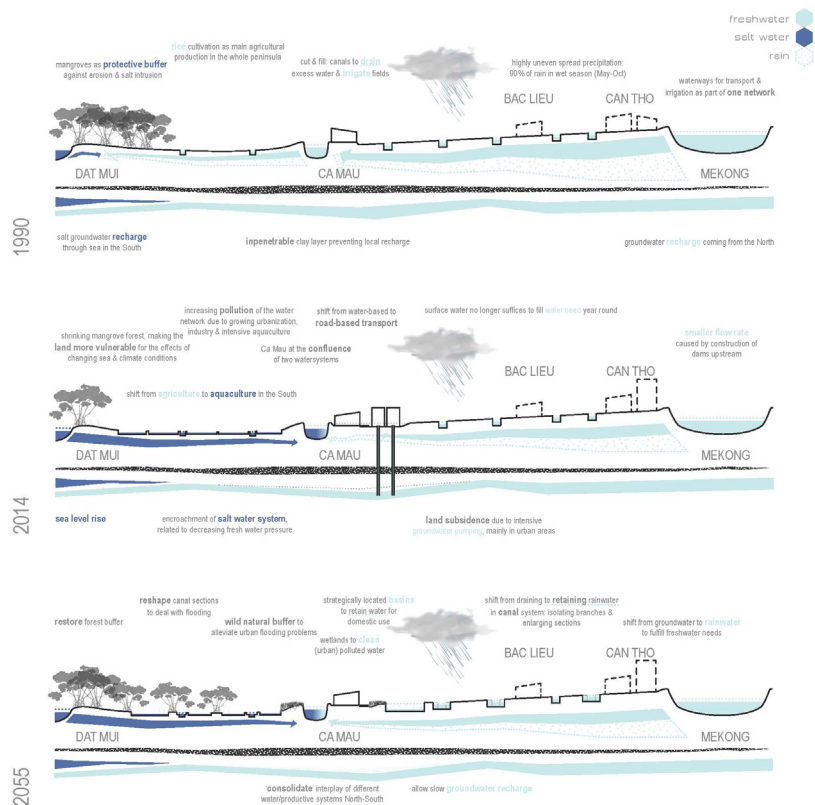 freshwater
salt water
rain
rice cultivation as main agricultural
production in the whole peninsula
mangroves as protective buffer
against erosion & salt intrusion
cut & fill: canals to drain
excess water & irrigate fields
highly uneven spread precipitation:
90% of rain in wet season (May-Oct)
waterways for transport &
irrigation as part of one network
BAC LIEU
CAN THO
DAT MUI
CA MAU
MEKONG
1990
salt groundwater recharge
through sea in the South
inpenetrable clay layer preventing local recharge
groundwater recharge coming from the North
increasing pollution of the water
network due to growing urbanization,
industry & intensive aquaculture
shift from water-based to
road-based transport
surface water no longer suffices to fill water need year round
shrinking mangrove forest, making the
land more vulnerable for the effects of
changing sea & climate conditions
Ca Mau at the confluence
of two watersystems
smaller flow rate
caused by construction of
dams upstream
shift from agriculture to aquaculture in the South
BAC LIEU
CAN THO
DAT MUI
CA MAU
MEKONG
2014
sea level rise
encroachment of salt water system,
related to decreasing fresh water pressure
land subsidence due to intensive
groundwater pumping, mainly in urban areas
reshape canal sections
to deal with flooding
restore forest buffer
wild natural buffer to
alleviate urban flooding problems
strategically located basins
to retain water for
domestic use
wetlands to clean
(urban) polluted water
shift from draining to retaining rainwater
in canal system: isolating branches &
enlarging sections
shift from groundwater to rainwater
to fulfill freshwater needs
BAC LIEU
CAN THO
DAT MUI
CA MAU
MEKONG
2055
'consolidate' interplay of different
water/productive systems North-South
allow slow groundwater recharge